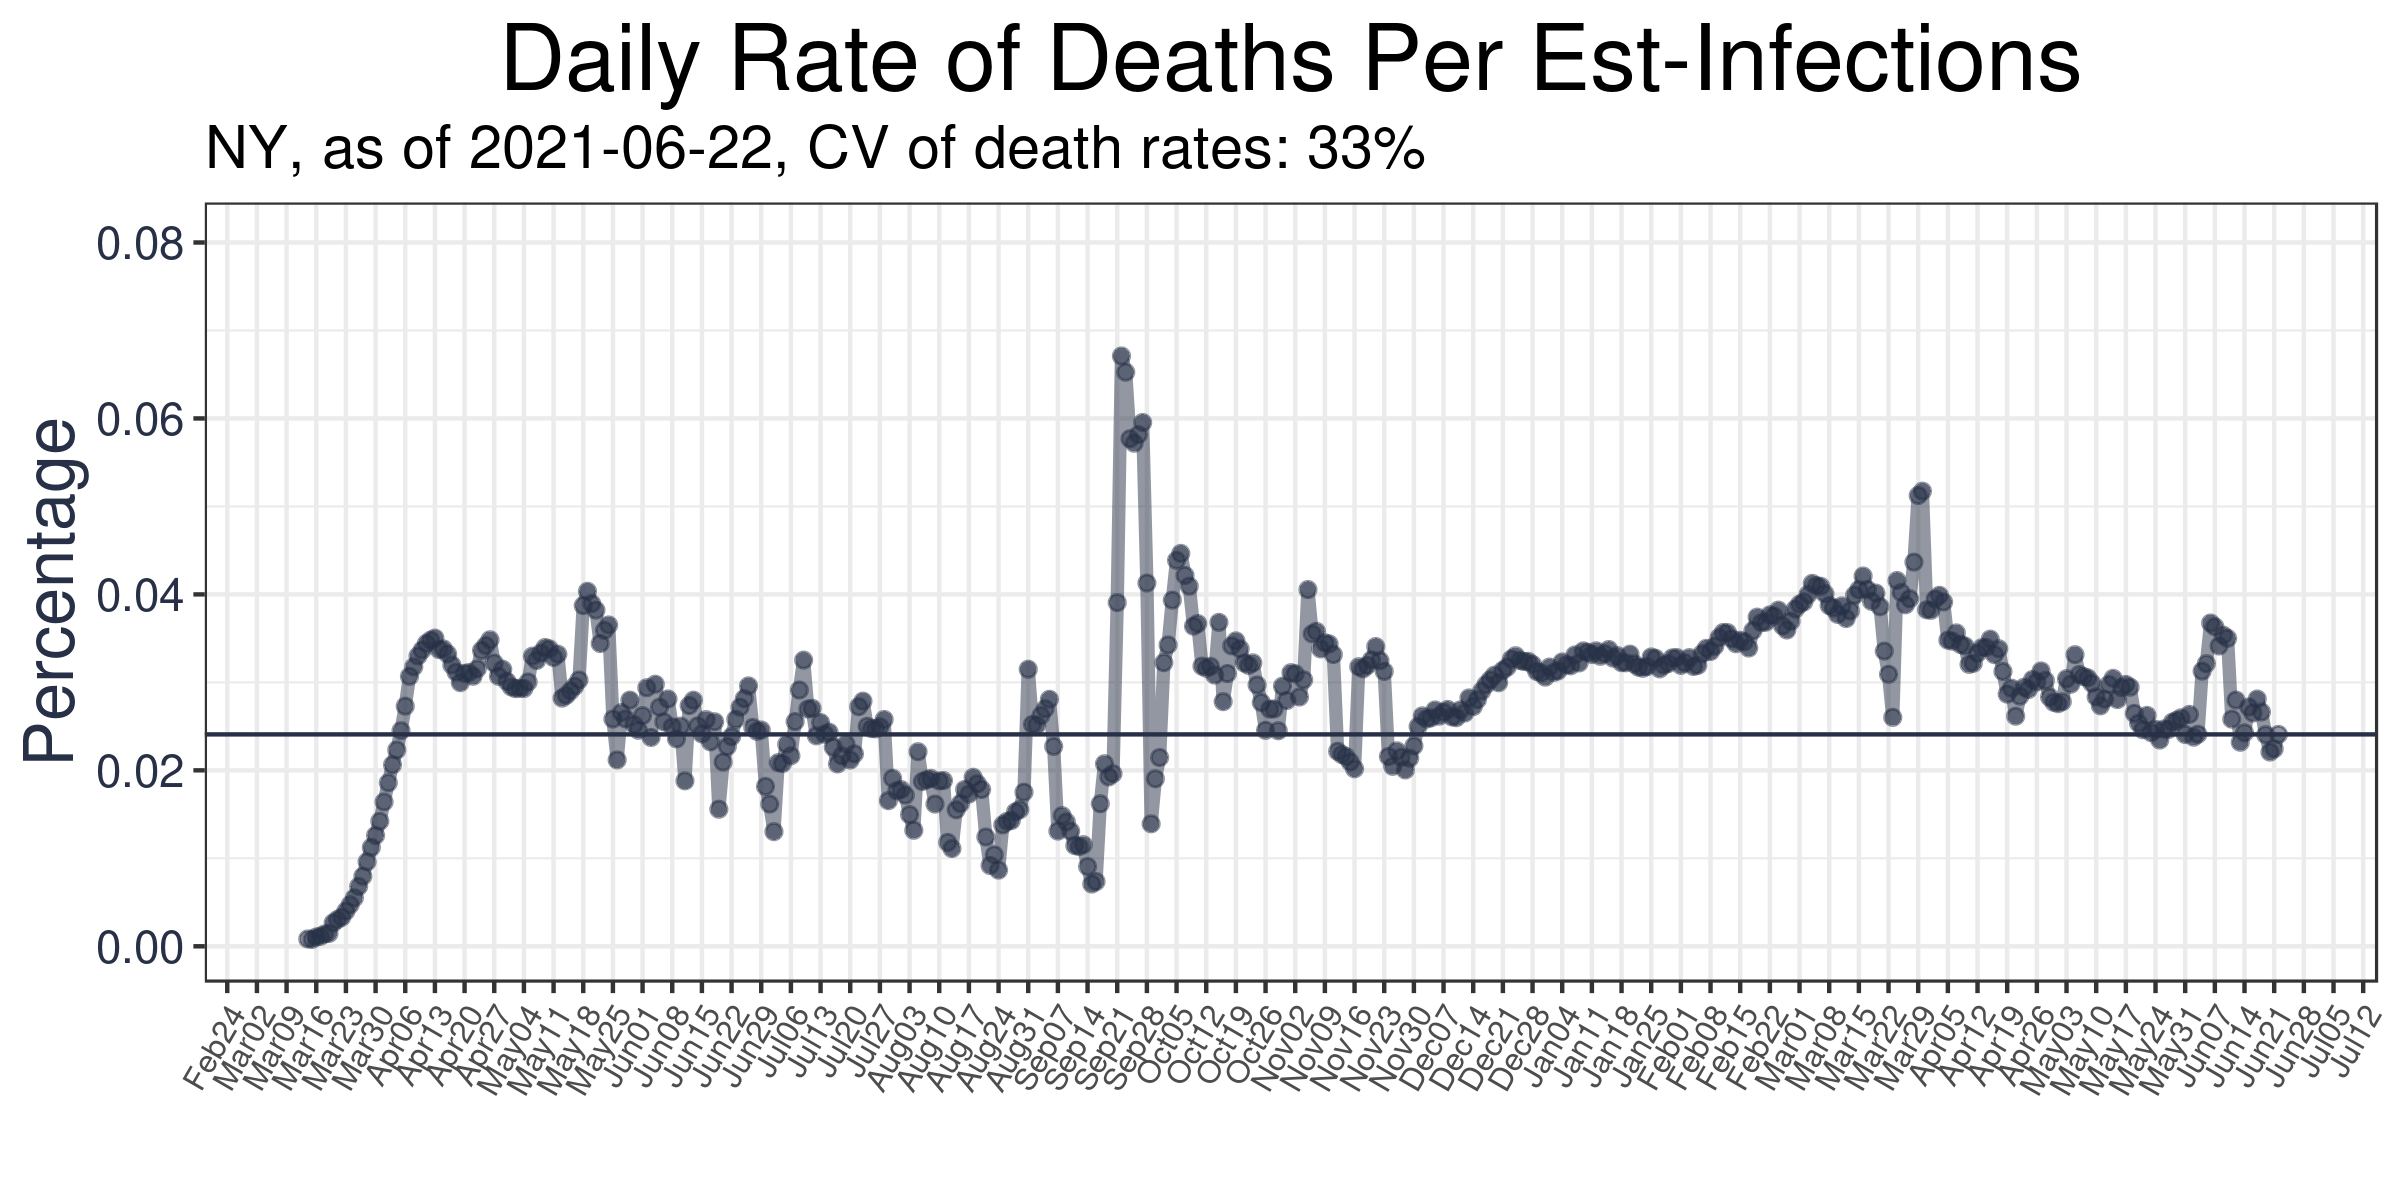 Daily Rate of Deaths Per Est-Infections
NY, as of 2021-06-22, CV of death rates: 33%
Percentage
0.08
0.06
0.04
0.02
0.00
Feb24
Mar02
Mar09
Mar16
Mar23
Mar30
Apr06
Apr13
Apr20
Apr27
May04
May11
May18
May25
Jun01
Jun08
Jun15
Jun22
Jun29
Jul06
Jul13
Jul20
Jul27
Aug03
Aug10
Aug17
Aug24
Aug31
Sep07
Sep14
Sep21
Sep28
Oct05
Oct12
Oct19
Oct26
Nov02
Nov09
Nov16
Nov23
Nov30
Dec07
Dec14
Dec21
Dec28
Jan04
Jan11
Jan18
Jan25
Feb01
Feb08
Feb15
Feb22
Mar01
Mar08
Mar15
Mar22
Mar29
Apr05
Apr12
Apr19
Apr26
May03
May10
May17
May24
May31
Jun07
Jun14
Jun21
Jun28
Jul05
Jul12